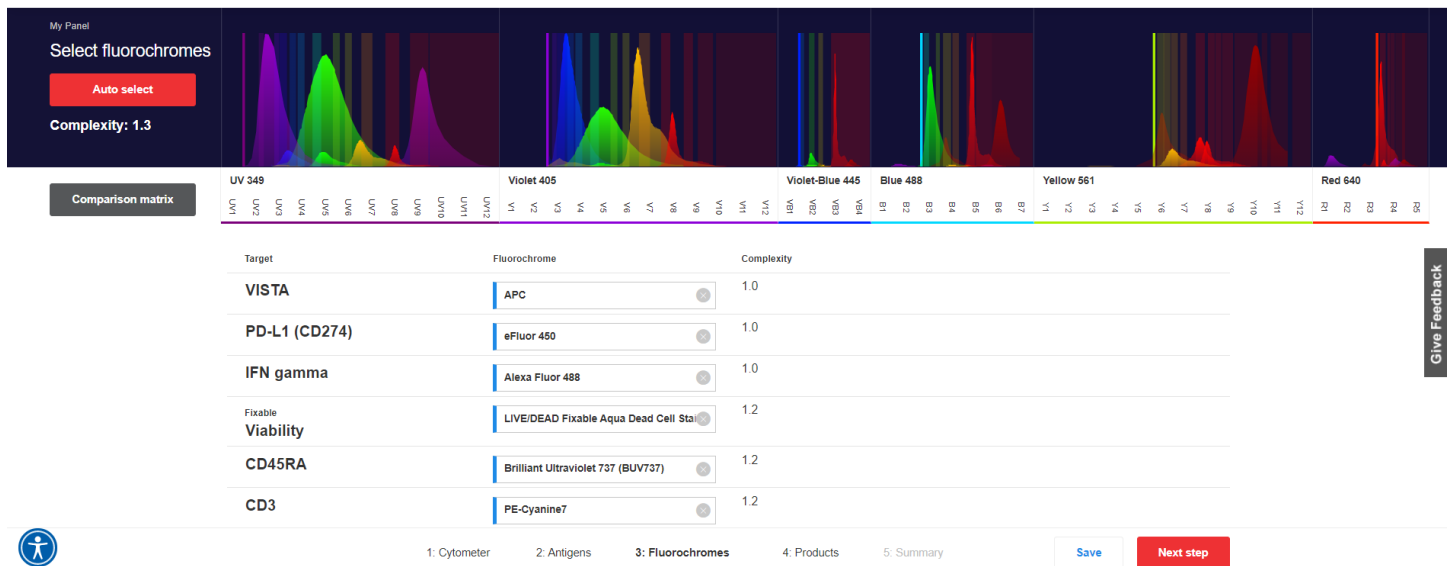 My Panel
Select fluorochromes
Auto select
Complexity: 1.3
Comparison matrix
UV 349
Violet 405
Violet-Blue 445
Blue 488
Yellow 561
Red 640
UV1 UV2 UV3 UV4 UV5 UV6 UV7 UV8 UV9 UV10 UV11 UV12 V1 V2 V3 V4 V5 V6 V7 V8 V9 V10 V11 V12 VB1 VB2 VB3 VB4 B1 B2 B3 B4 B5 B6 B7 Y1 Y2 Y3 Y4 Y5 Y6 Y7 Y8 Y9 Y10 Y11 Y12 R1 R2 R3 R4 R5
Target Fluorochrome Complexity
VISTA APC 1.0
PD-L1 (CD274) eFluor 450 1.0
IFN gamma Alexa Fluor 488 1.0
Fixable
Viability LIVE/DEAD Fixable Aqua Dead Cell Stai 1.2
CD45RA Brilliant Ultraviolet 737 (BUV737) 1.2
CD3 PE-Cyanine7 1.2
Give Feedback
1: Cytometer 2: Antigens 3: Fluorochromes 4: Products 5: Summary Save Next step